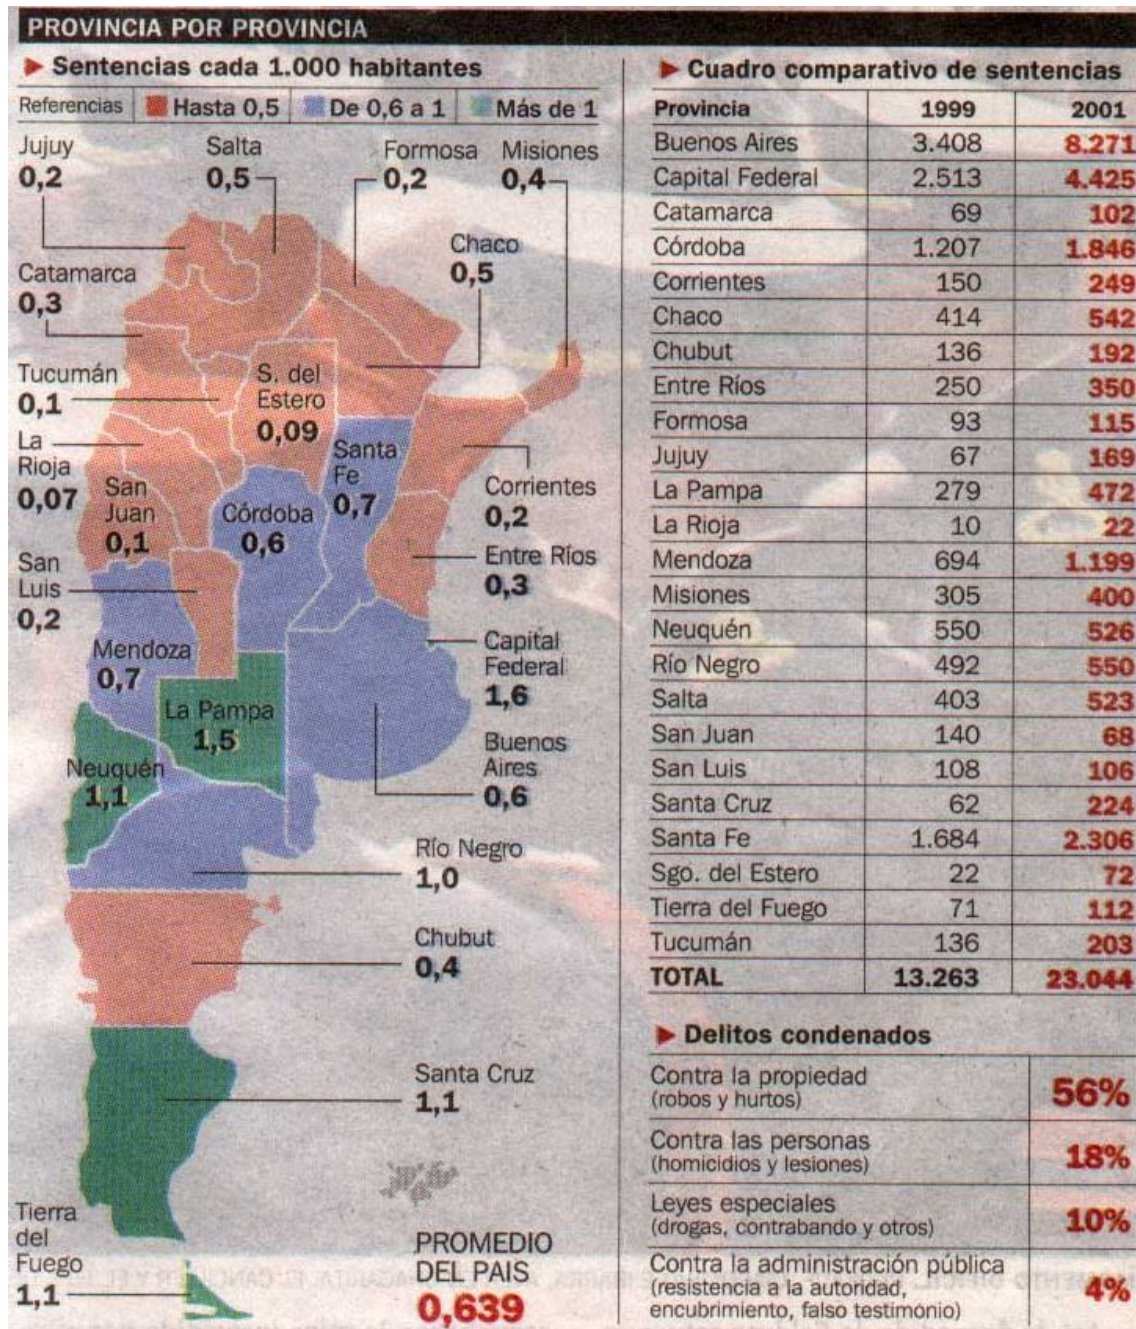 PROVINCIA POR PROVINCIA
Sentencias cada 1.000 habitantes
Referencias Hasta 0,5 De 0,6 a 1 Más de 1
Jujuy
0,2
Salta
0,5
Formosa
0,2
Misiones
0,4
Chaco
0,5
Catamarca
0,3
Tucumán
0,1
S. del
Estero
0,09
La
Rioja
0,07
San
Juan
0,1
Santa
Fe
0,7
Córdoba
0,6
Corrientes
0,2
Entre Ríos
0,3
San
Luis
0,2
Mendoza
0,7
Capital
Federal
1,6
La Pampa
1,5
Buenos
Aires
0,6
Neuquén
1,1
Río Negro
1,0
Chubut
0,4
Santa Cruz
1,1
Tierra
del
Fuego
1,1
PROMEDIO
DEL PAIS
0,639
Cuadro comparativo de sentencias
Provincia 1999 2001
Buenos Aires 3.408 8.271
Capital Federal 2.513 4.425
Catamarca 69 102
Córdoba 1.207 1.846
Corrientes 150 249
Chaco 414 542
Chubut 136 192
Entre Ríos 250 350
Formosa 93 115
Jujuy 67 169
La Pampa 279 472
La Rioja 10 22
Mendoza 694 1.199
Misiones 305 400
Neuquén 550 526
Río Negro 492 550
Salta 403 523
San Juan 140 68
San Luis 108 106
Santa Cruz 62 224
Santa Fe 1.684 2.306
Sgo. del Estero 22 72
Tierra del Fuego 71 112
Tucumán 136 203
TOTAL 13.263 23.044
Delitos condenados
Contra la propiedad
(robos y hurtos)
56%
Contra las personas
(homicidios y lesiones)
18%
Leyes especiales
(drogas, contrabando y otros)
10%
Contra la administración pública
(resistencia a la autoridad,
encubrimiento, falso testimonio)
4%